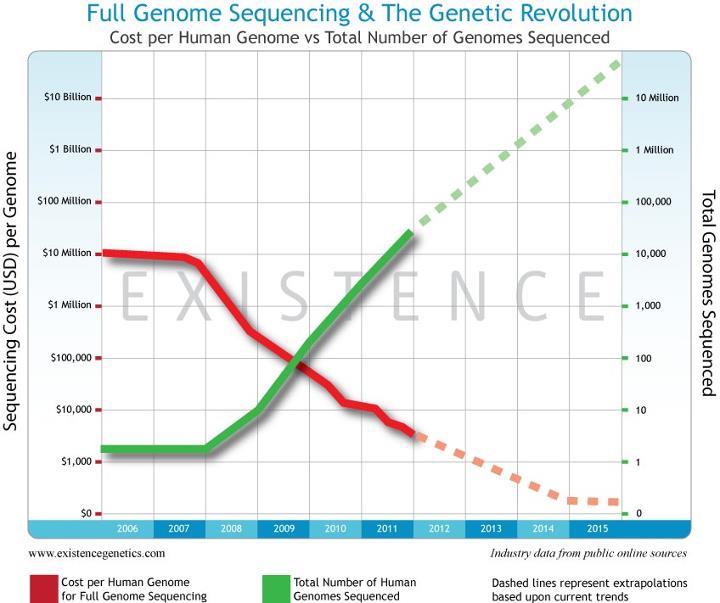 Full Genome Sequencing & The Genetic Revolution
Cost per Human Genome vs Total Number of Genomes Sequenced
Sequencing Cost (USD) per Genome
$10 Billion
$1 Billion
$100 Million
$10 Million
$1 Million
$100,000
$10,000
$1,000
$0
EXISTENCE
10 Million
1 Million
100,000
10,000
1,000
100
10
1
0
Total Genomes Sequenced
2006 2007 2008 2009 2010 2011 2012 2013 2014 2015
www.existencegenetics.com
Industry data from public online sources
Cost per Human Genome
for Full Genome Sequencing
Total Number of Human
Genomes Sequenced
Dashed lines represent extrapolations
based upon current trends